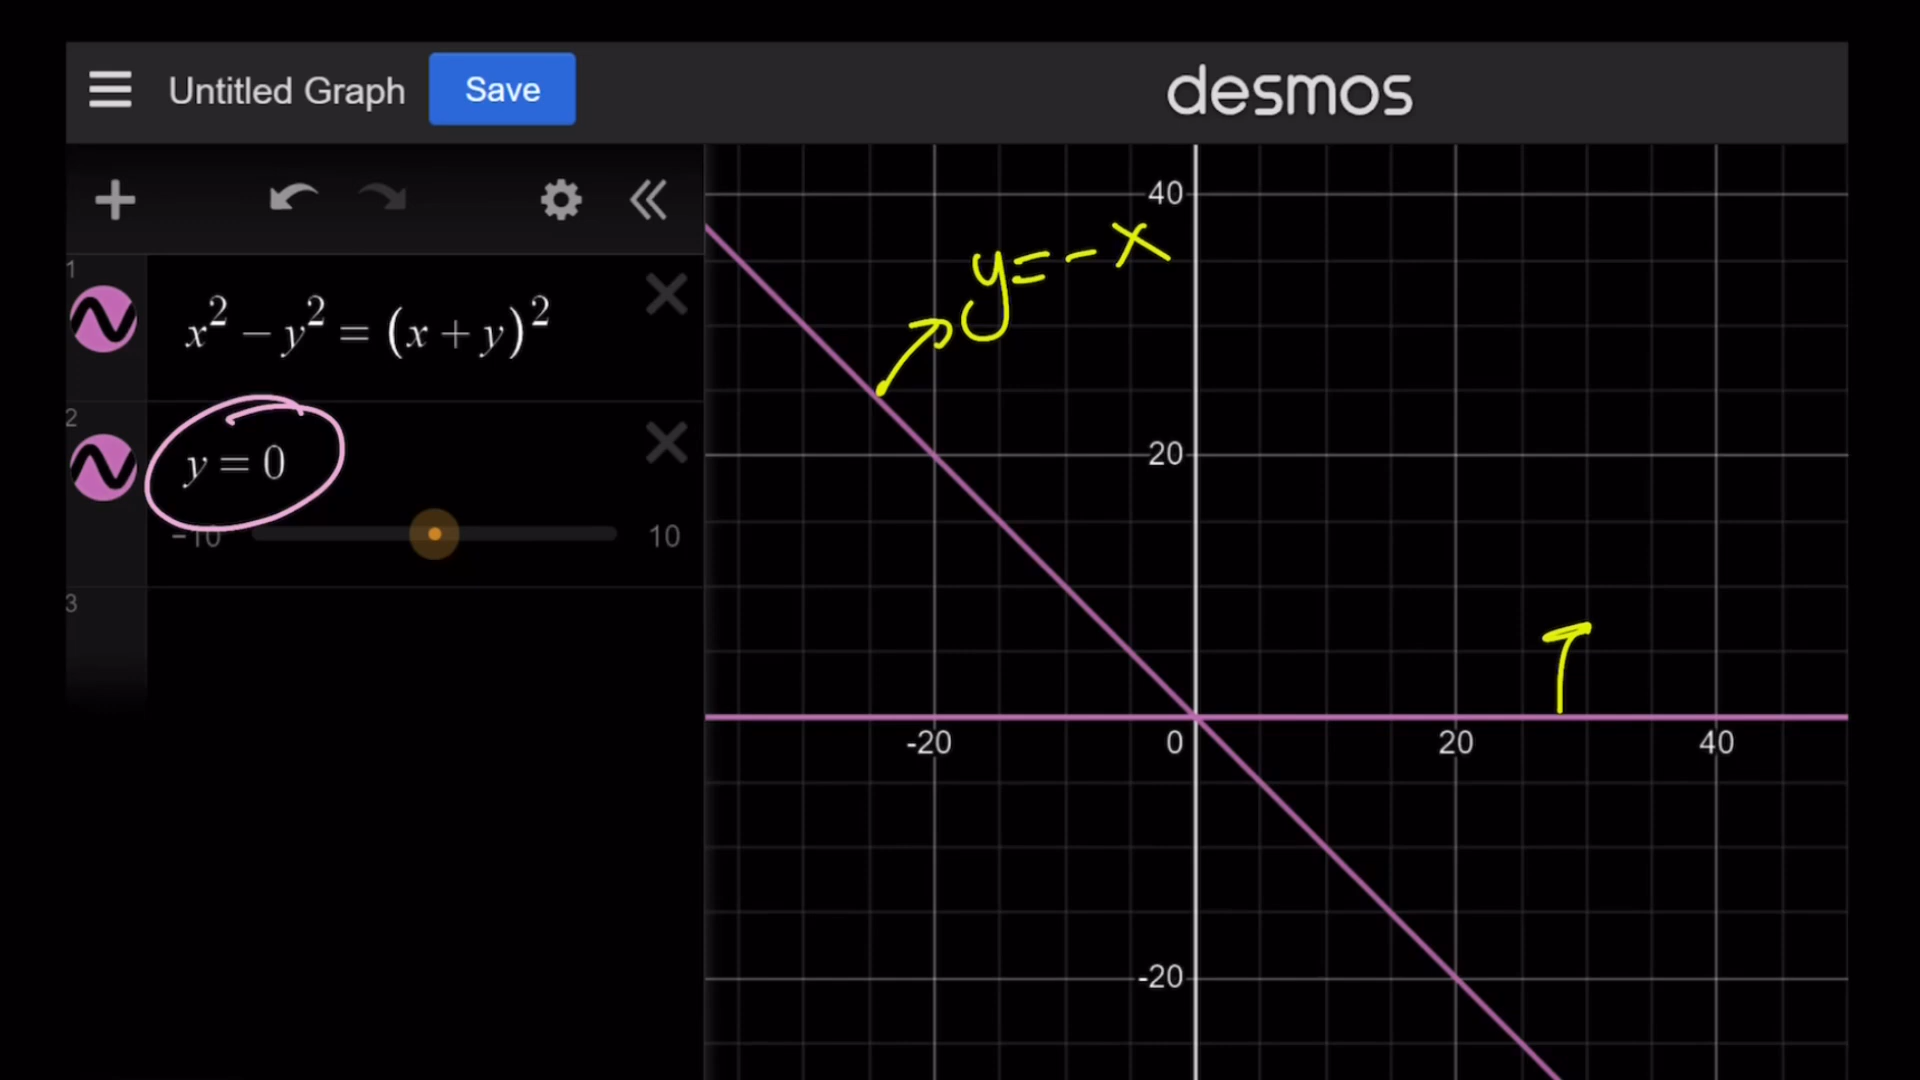 Untitled Graph Save desmos
1
x² − y² = (x + y)²
2
y = 0
−10 10
3
y = - x
40
20
-20 0 20 40
-20